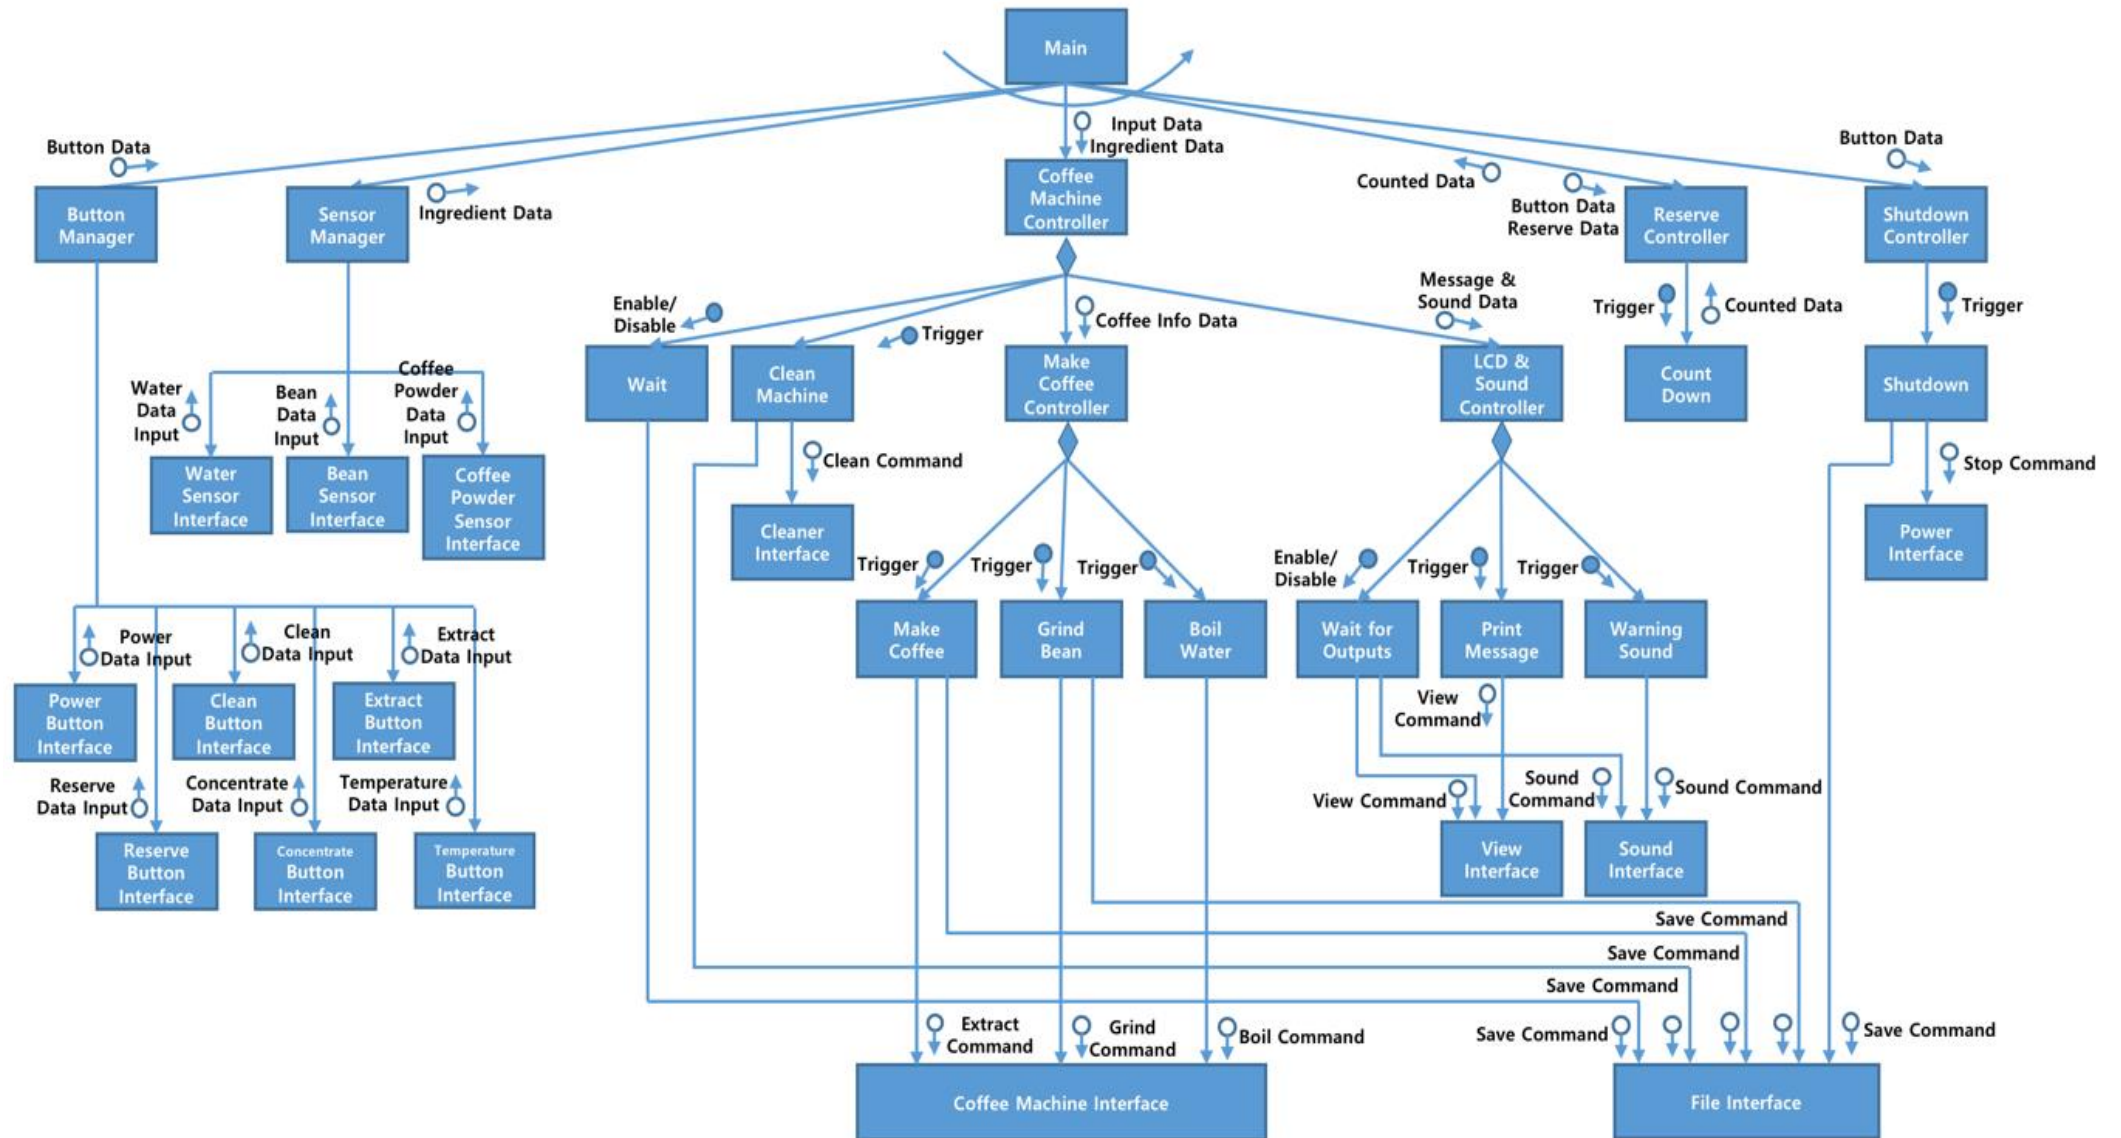 Main
Button Data
Input Data
Ingredient Data
Button Data
Counted Data
Button Data
Reserve Data
Button
Manager
Sensor
Manager
Ingredient Data
Coffee
Machine
Controller
Reserve
Controller
Shutdown
Controller
Enable/
Disable
Trigger
Coffee Info Data
Message &
Sound Data
Trigger
Counted Data
Trigger
Wait
Clean
Machine
Make
Coffee
Controller
LCD &
Sound
Controller
Count
Down
Shutdown
Water
Data
Input
Bean
Data
Input
Coffee
Powder
Data
Input
Clean Command
Stop Command
Water
Sensor
Interface
Bean
Sensor
Interface
Coffee
Powder
Sensor
Interface
Cleaner
Interface
Power
Interface
Trigger
Trigger
Trigger
Enable/
Disable
Trigger
Trigger
Make
Coffee
Grind
Bean
Boil
Water
Wait for
Outputs
Print
Message
Warning
Sound
Power
Data Input
Clean
Data Input
Extract
Data Input
Power
Button
Interface
Clean
Button
Interface
Extract
Button
Interface
View
Command
Reserve
Data Input
Concentrate
Data Input
Temperature
Data Input
View Command
Sound
Command
Sound Command
Reserve
Button
Interface
Concentrate
Button
Interface
Temperature
Button
Interface
View
Interface
Sound
Interface
Save Command
Save Command
Save Command
Extract
Command
Grind
Command
Boil Command
Save Command
Save Command
Coffee Machine Interface
File Interface